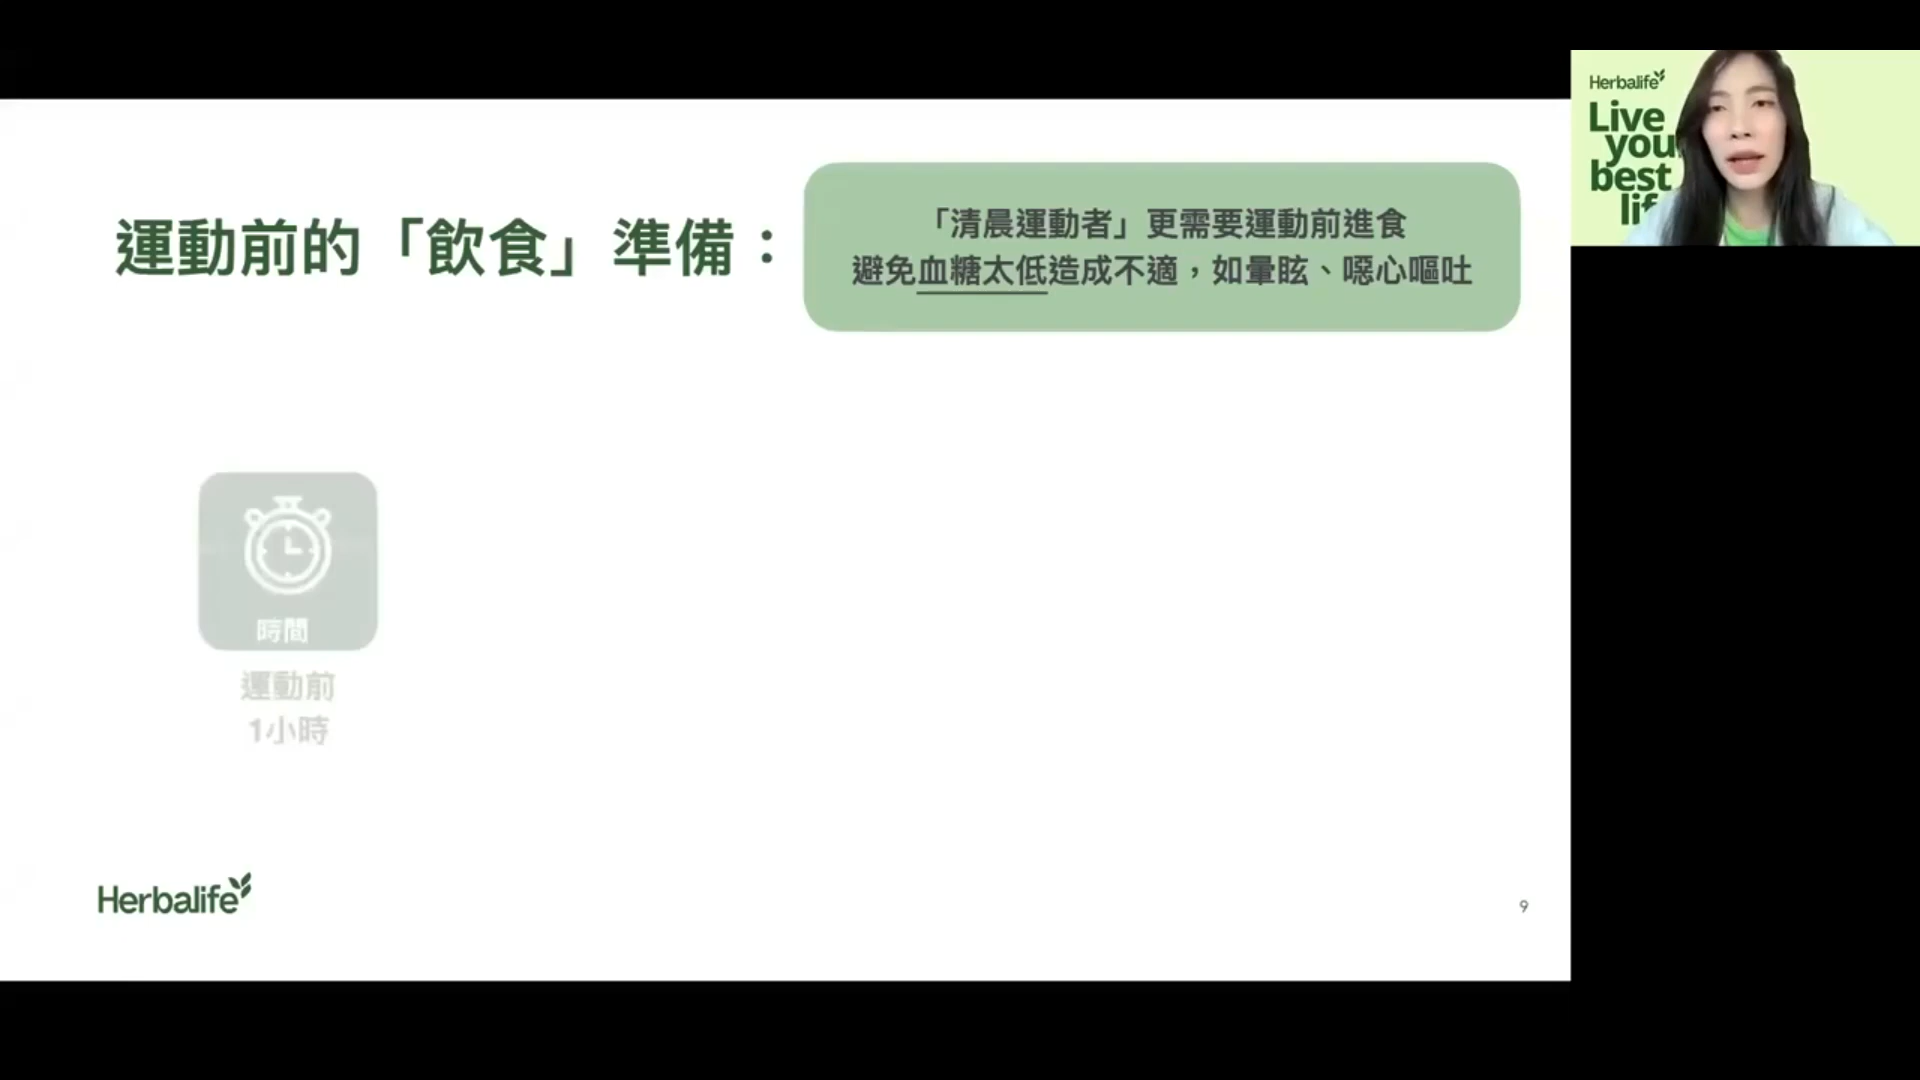 運動前的「飲食」準備：
「清晨運動者」更需要運動前進食
避免血糖太低造成不適，如暈眩、噁心嘔吐
時間
運動前
1小時
Herbalife
9
Herbalife
Live
you
best
lif